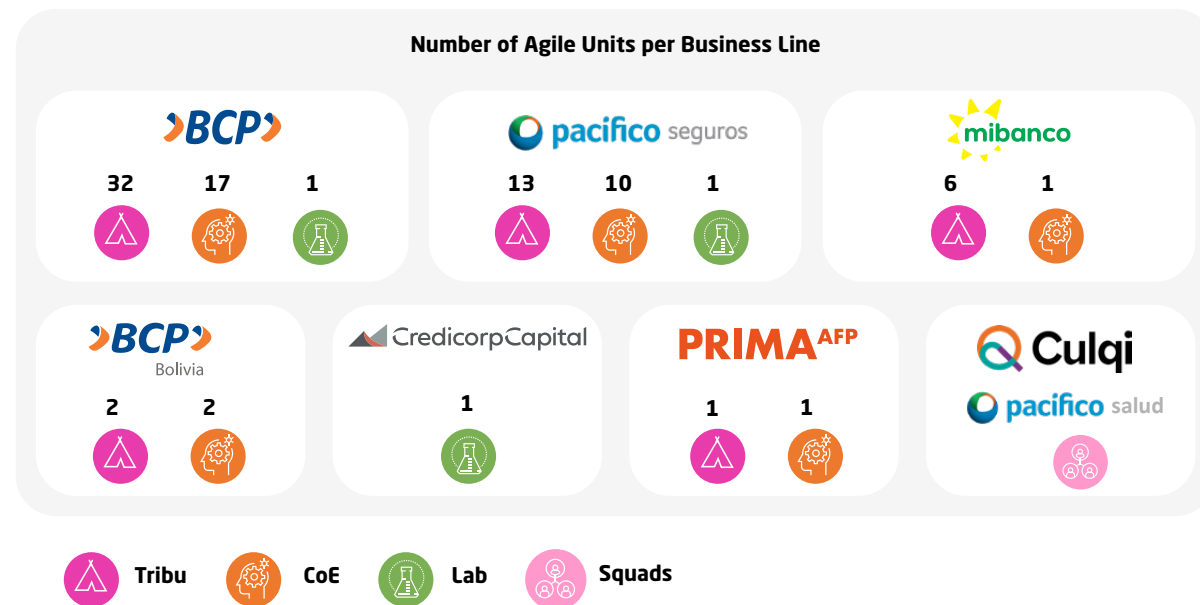 Number of Agile Units per Business Line
BCP
32 17 1
pacifico seguros
13 10 1
mibanco
6 1
BCP
Bolivia
2 2
CredicorpCapital
1
PRIMA AFP
1 1
Culqi
pacifico salud
Tribu CoE Lab Squads